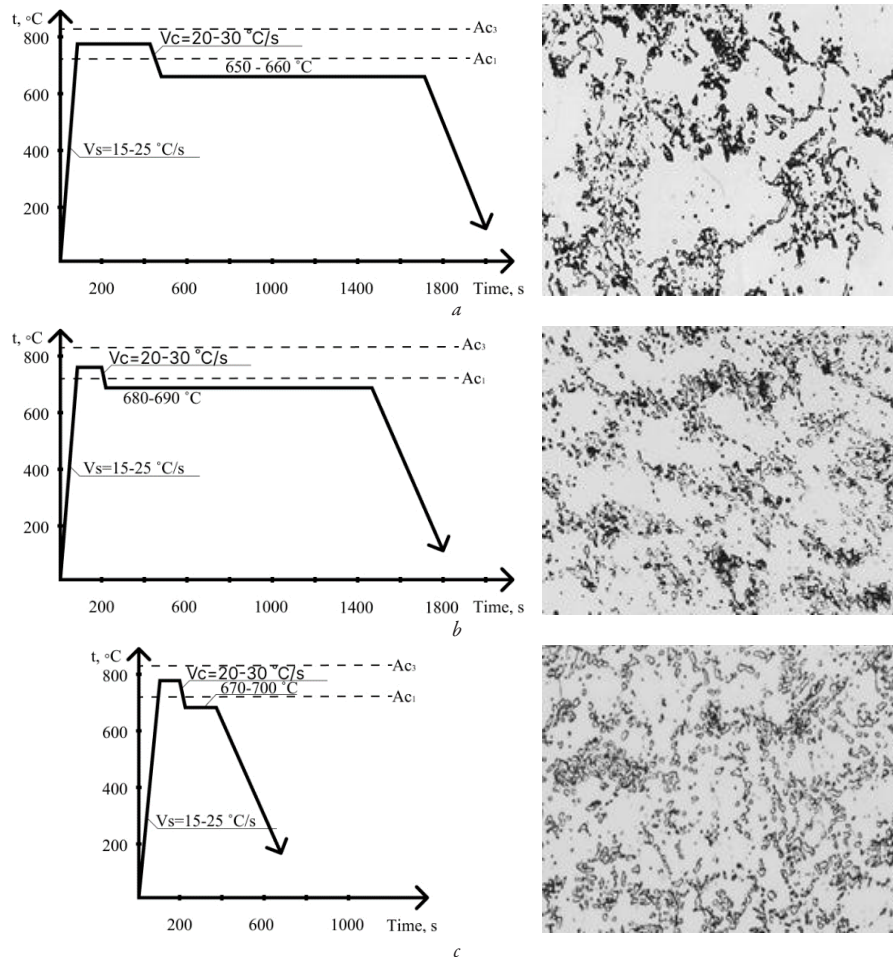 t, °C
800
600
400
200
Vc=20-30 °C/s
Ac₃
Ac₁
650 - 660 °C
Vs=15-25 °C/s
200 600 1000 1400 1800 Time, s
a
t, °C
800
600
400
200
Vc=20-30 °C/s
Ac₃
Ac₁
680-690 °C
Vs=15-25 °C/s
200 600 1000 1400 1800 Time, s
b
t, °C
800
600
400
200
Vc=20-30 °C/s
670-700 °C
Ac₃
Ac₁
Vs=15-25 °C/s
200 600 1000 Time, s
c